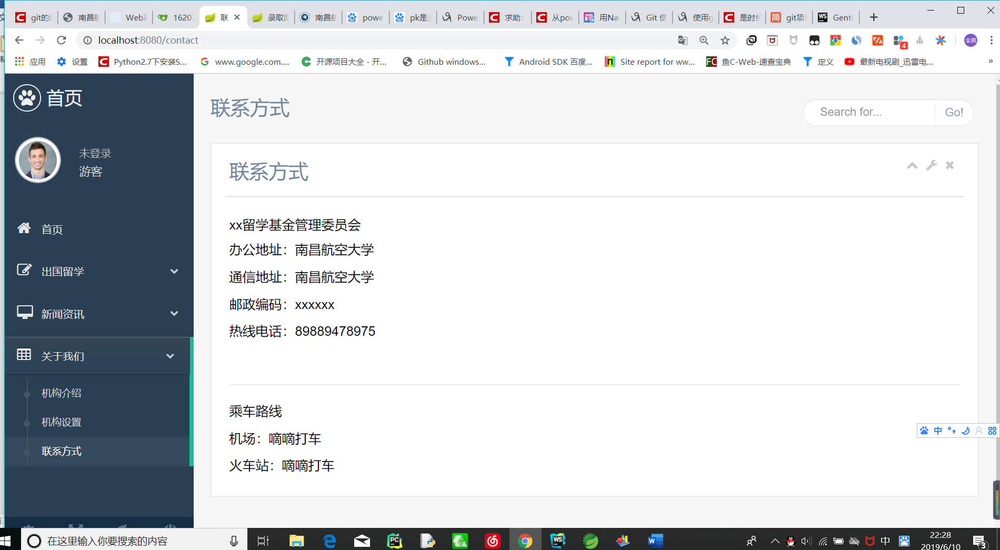 git的
南昌航
Web
1620
联
录取
南昌航
powe
pk是
Powe
求助:
从pos
用Nav
Git 使
使用g
是时候
git项
Gente
localhost:8080/contact
金鹏
4
应用
设置
Python2.7下安装S...
www.google.com....
开源项目大全 - 开...
Github windows...
Android SDK 百度...
Site report for ww...
鱼C-Web-速查宝典
定义
最新电视剧_迅雷电...
»
首页
未登录
游客
首页
出国留学
新闻资讯
关于我们
机构介绍
机构设置
联系方式
联系方式
Search for...
Go!
联系方式
xx留学基金管理委员会
办公地址：南昌航空大学
通信地址：南昌航空大学
邮政编码：xxxxxx
热线电话：89889478975
乘车路线
机场：嘀嘀打车
火车站：嘀嘀打车
中
在这里输入你要搜索的内容
中
22:28
2019/6/10
3